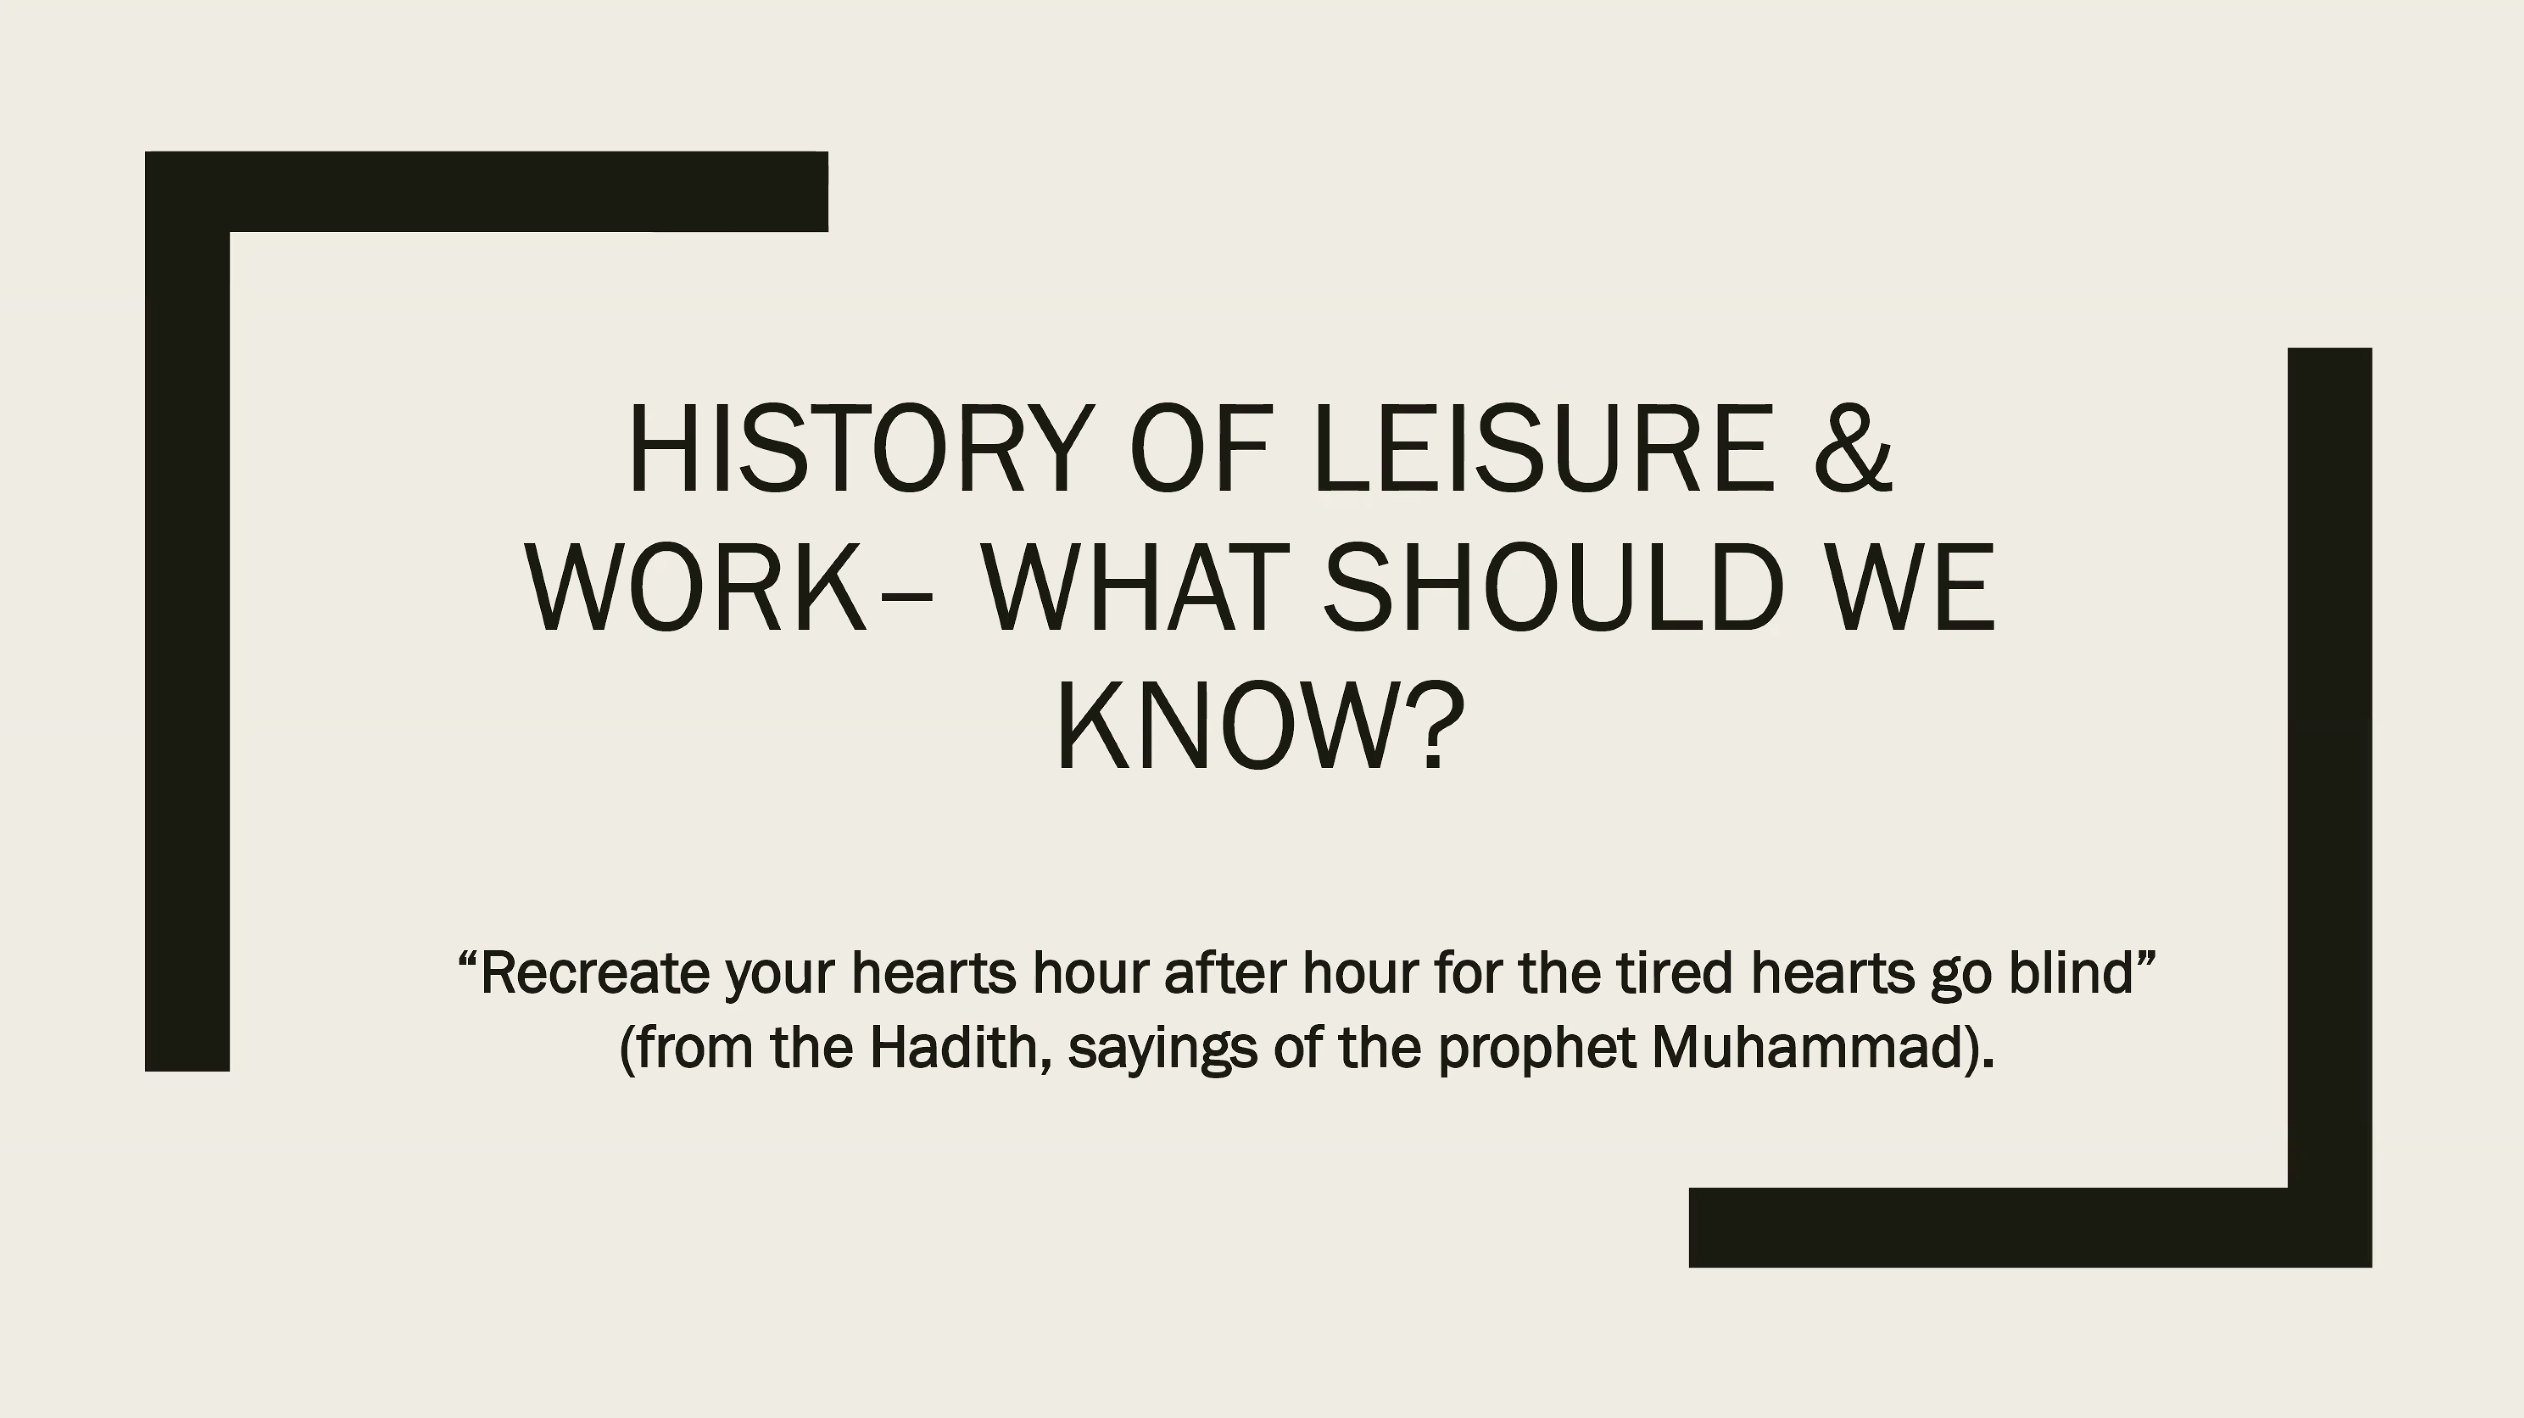 HISTORY OF LEISURE &
WORK– WHAT SHOULD WE
KNOW?
“Recreate your hearts hour after hour for the tired hearts go blind”
(from the Hadith, sayings of the prophet Muhammad).